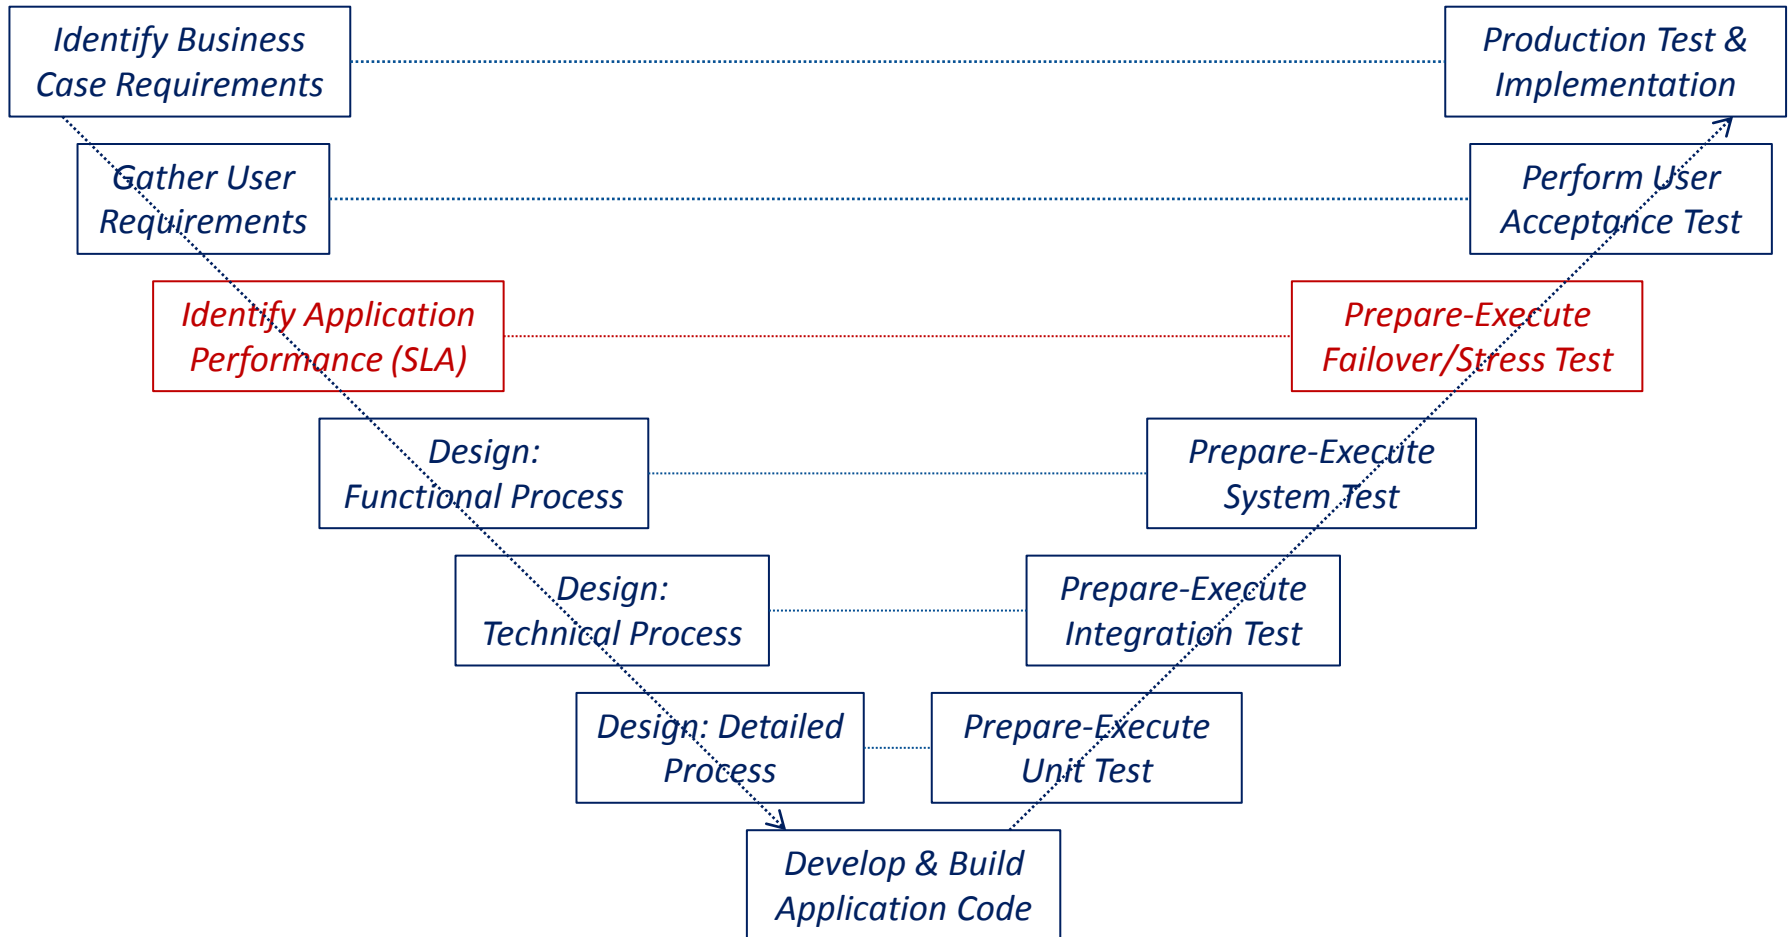 Identify Business
Case Requirements
Production Test &
Implementation
Gather User
Requirements
Perform User
Acceptance Test
Identify Application
Performance (SLA)
Prepare-Execute
Failover/Stress Test
Design:
Functional Process
Prepare-Execute
System Test
Design:
Technical Process
Prepare-Execute
Integration Test
Design: Detailed
Process
Prepare-Execute
Unit Test
Develop & Build
Application Code